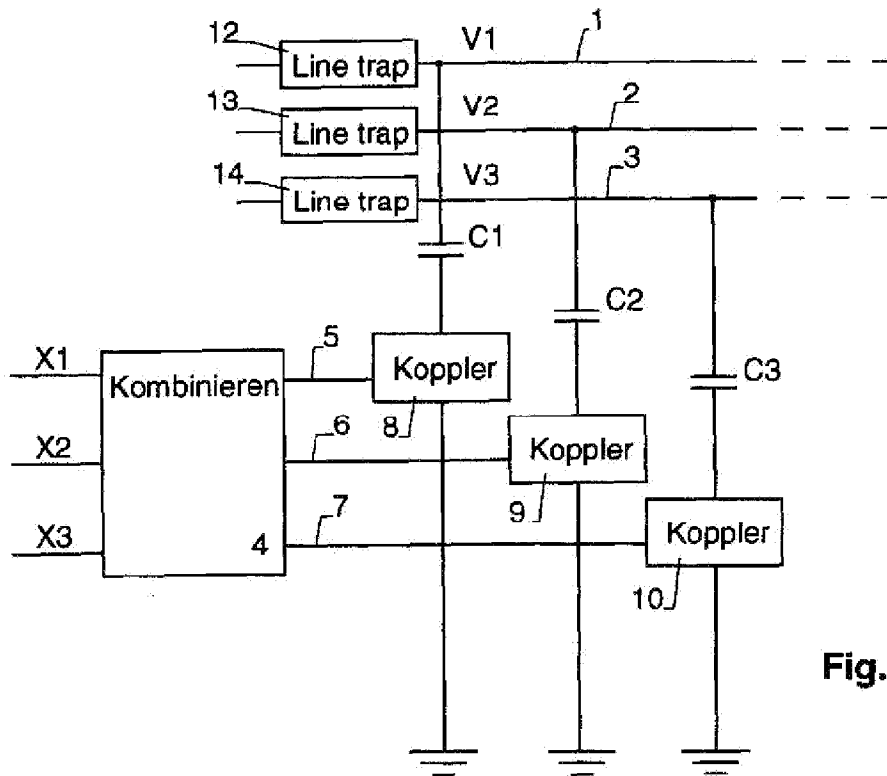 12 Line trap V1 1
13 Line trap V2 2
14 Line trap V3 3
C1
C2
C3
X1 Kombinieren 5 Koppler 8
X2 6 Koppler 9
X3 4 7 Koppler 10
Fig.